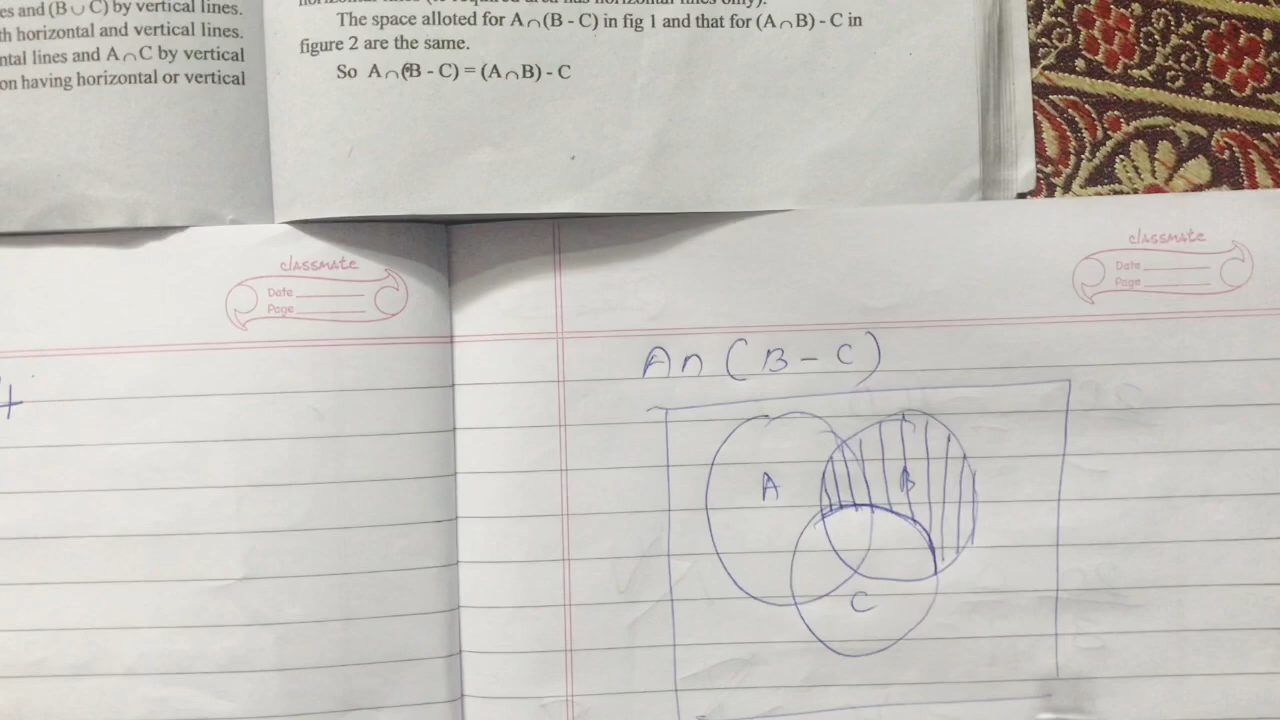 es and (B ∪ C) by vertical lines.
th horizontal and vertical lines.
ntal lines and A∩C by vertical
on having horizontal or vertical
The space alloted for A∩(B - C) in fig 1 and that for (A∩B) - C in
figure 2 are the same.
So A∩(B - C) = (A∩B) - C
classmate
Date
Page
classmate
Date
Page
A∩(B-C)
A
B
C